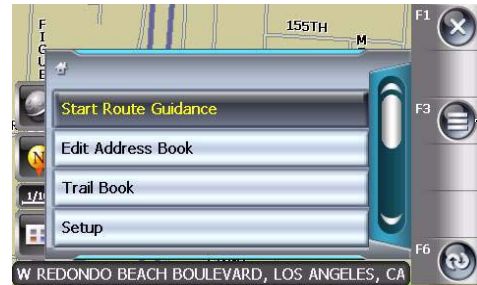 155TH
F1
F
I
G
U
E
M
Start Route Guidance
F3
Edit Address Book
N
Trail Book
Setup
F6
W REDONDO BEACH BOULEVARD, LOS ANGELES, CA